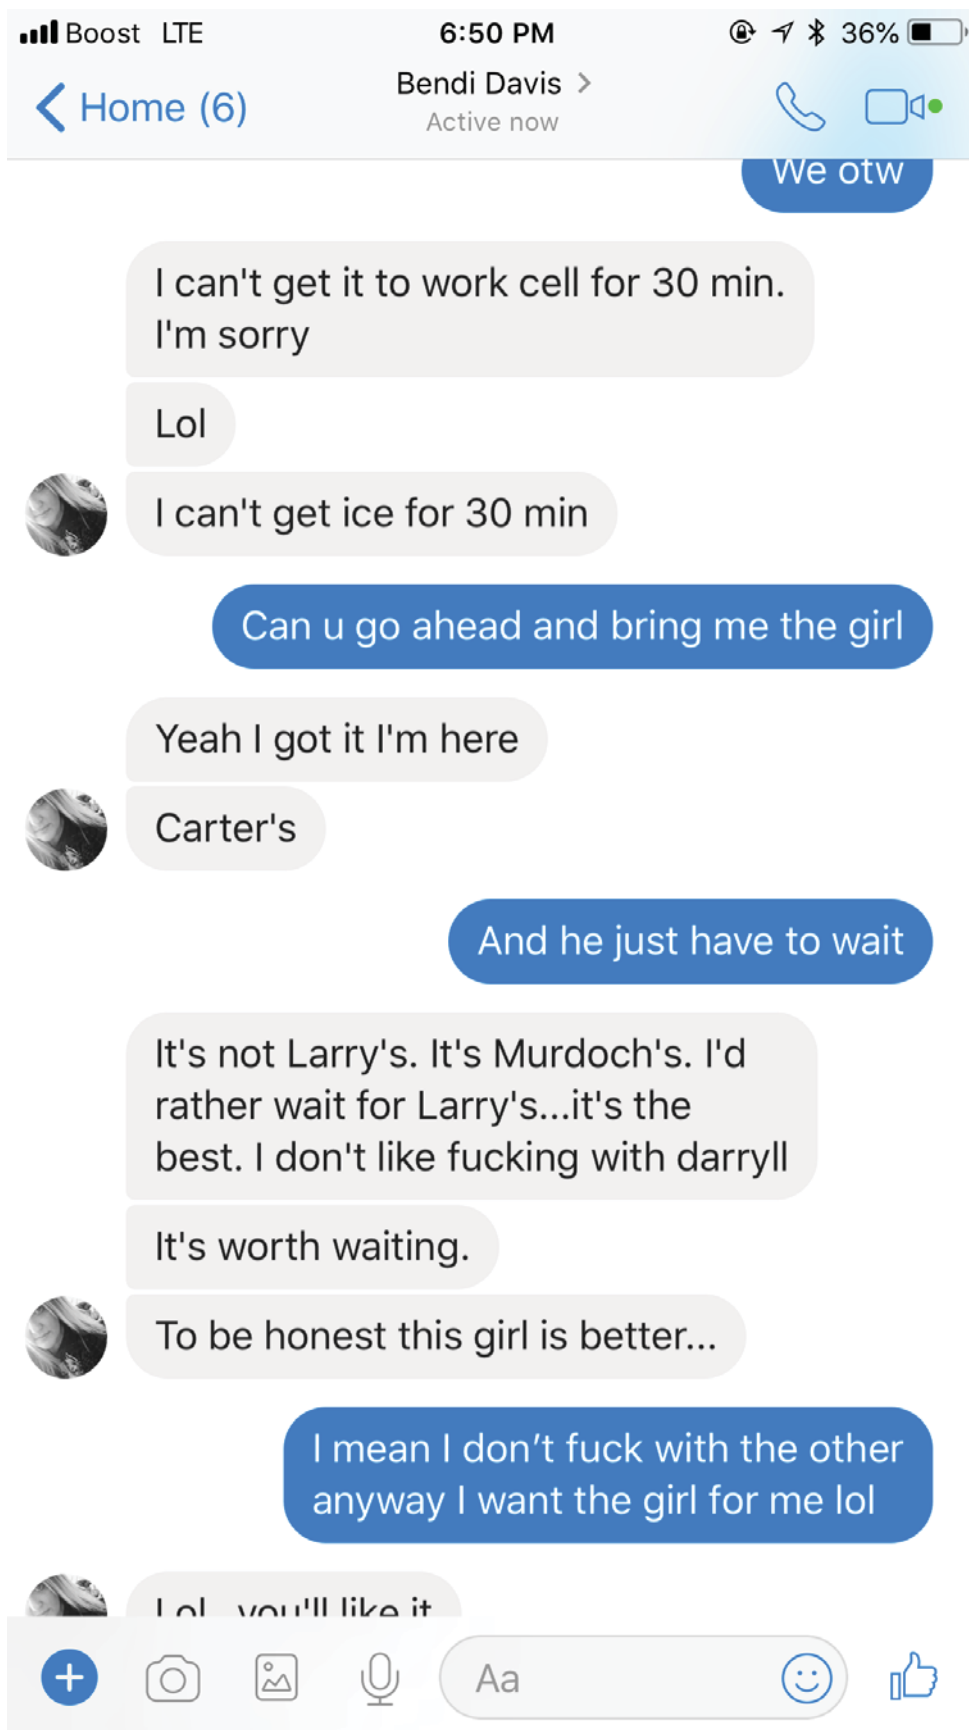 Boost LTE 6:50 PM 36%
Home (6) Bendi Davis
Active now
We otw
I can't get it to work cell for 30 min.
I'm sorry
Lol
I can't get ice for 30 min
Can u go ahead and bring me the girl
Yeah I got it I'm here
Carter's
And he just have to wait
It's not Larry's. It's Murdoch's. I'd
rather wait for Larry's...it's the
best. I don't like fucking with darryll
It's worth waiting.
To be honest this girl is better...
I mean I don’t fuck with the other
anyway I want the girl for me lol
Lol you'll like it
Aa